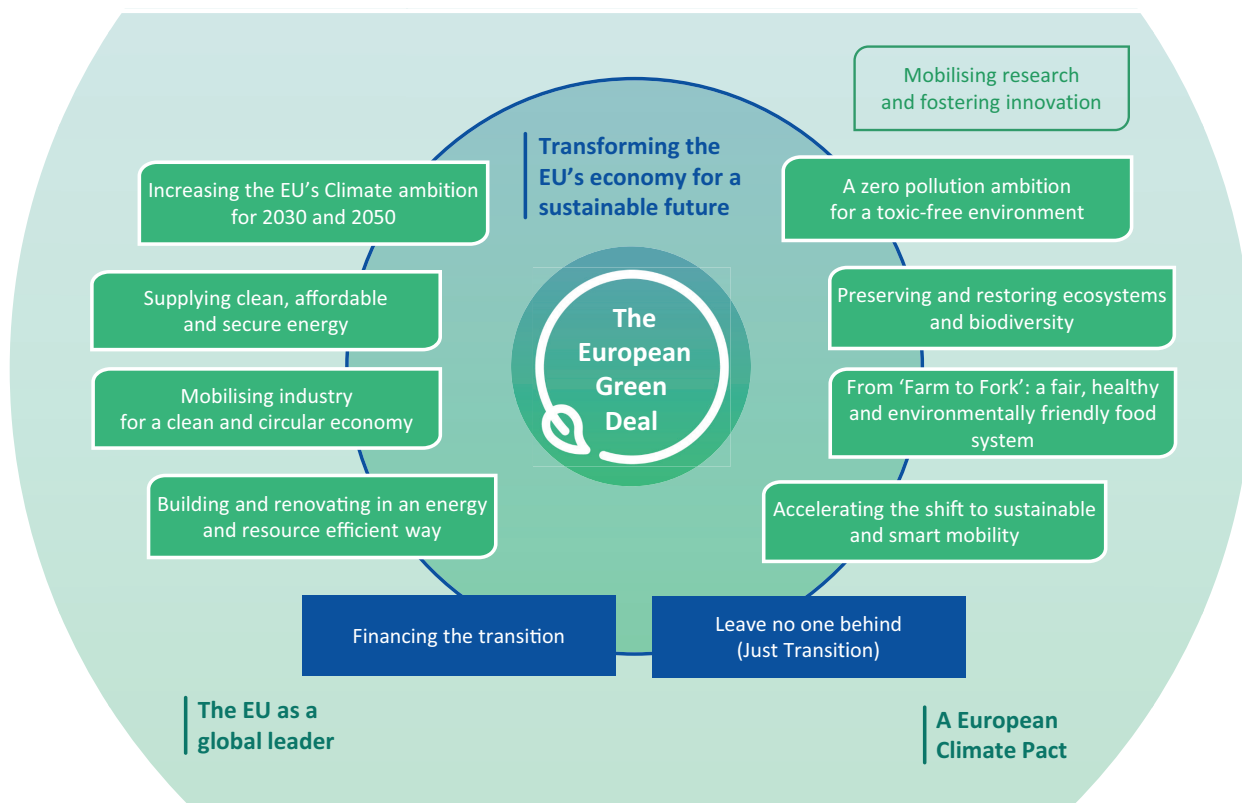 Mobilising research
and fostering innovation
Transforming the
EU's economy for a
sustainable future
Increasing the EU's Climate ambition
for 2030 and 2050
Supplying clean, affordable
and secure energy
Mobilising industry
for a clean and circular economy
Building and renovating in an energy
and resource efficient way
The
European
Green
Deal
A zero pollution ambition
for a toxic-free environment
Preserving and restoring ecosystems
and biodiversity
From ‘Farm to Fork’: a fair, healthy
and environmentally friendly food
system
Accelerating the shift to sustainable
and smart mobility
Financing the transition
Leave no one behind
(Just Transition)
The EU as a
global leader
A European
Climate Pact